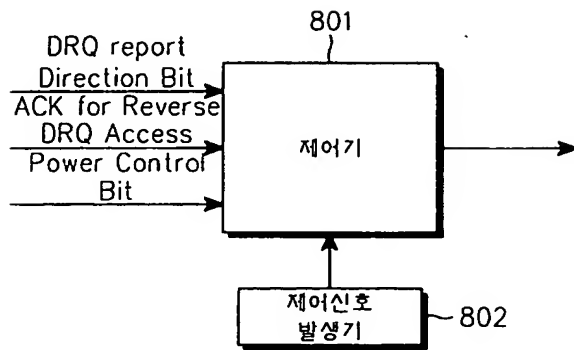 801
DRQ report
Direction Bit
ACK for Reverse
DRQ Access
Power Control
Bit
제어기
제어신호
발생기
802